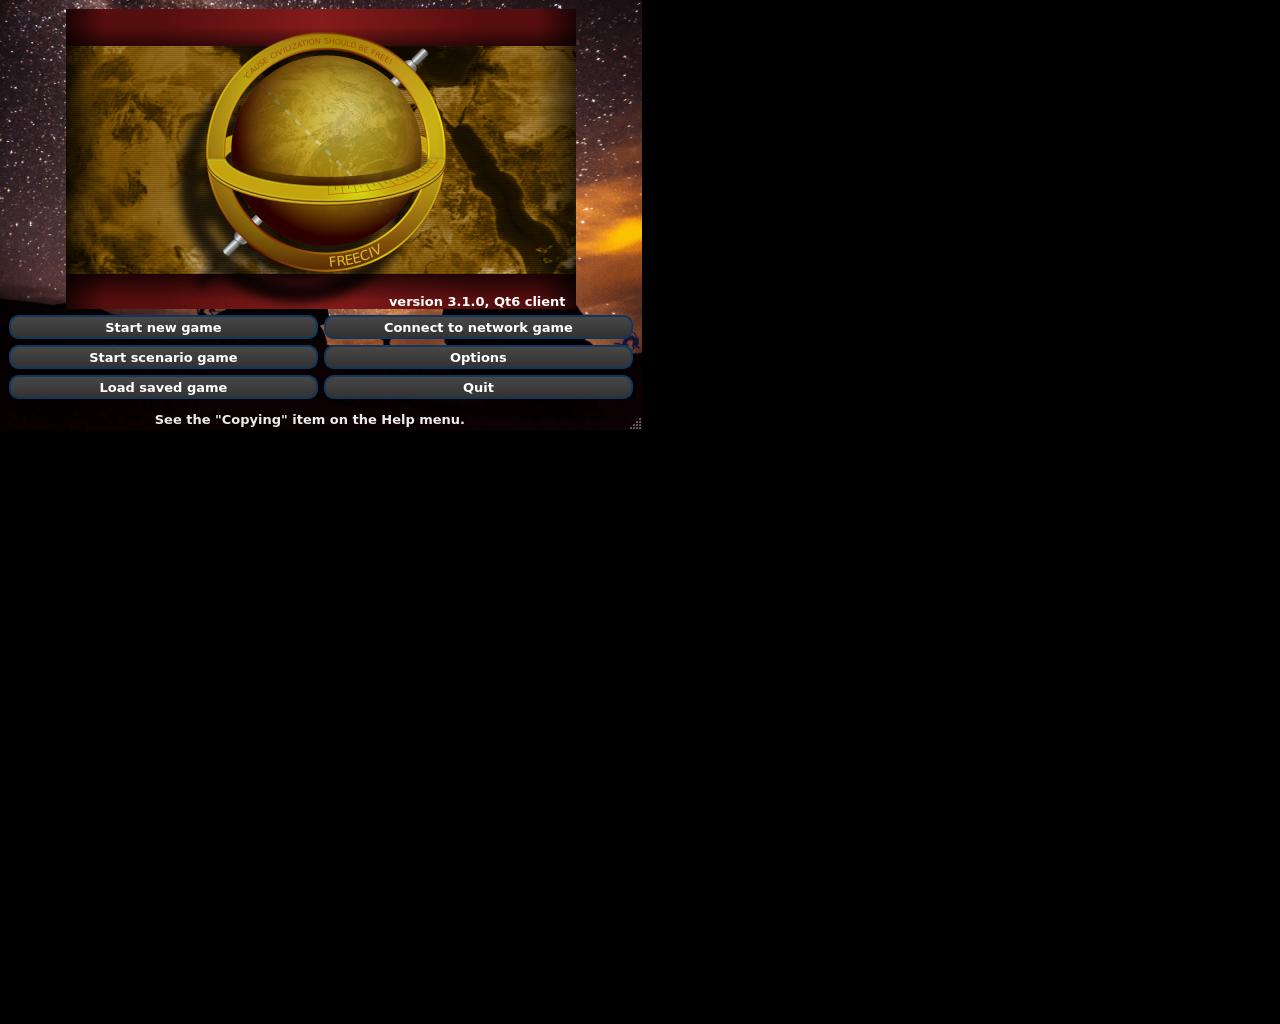 'CAUSE CIVILIZATION SHOULD BE FREE!
FREECIV
version 3.1.0, Qt6 client
Start new game
Connect to network game
Start scenario game
Options
Load saved game
Quit
See the "Copying" item on the Help menu.